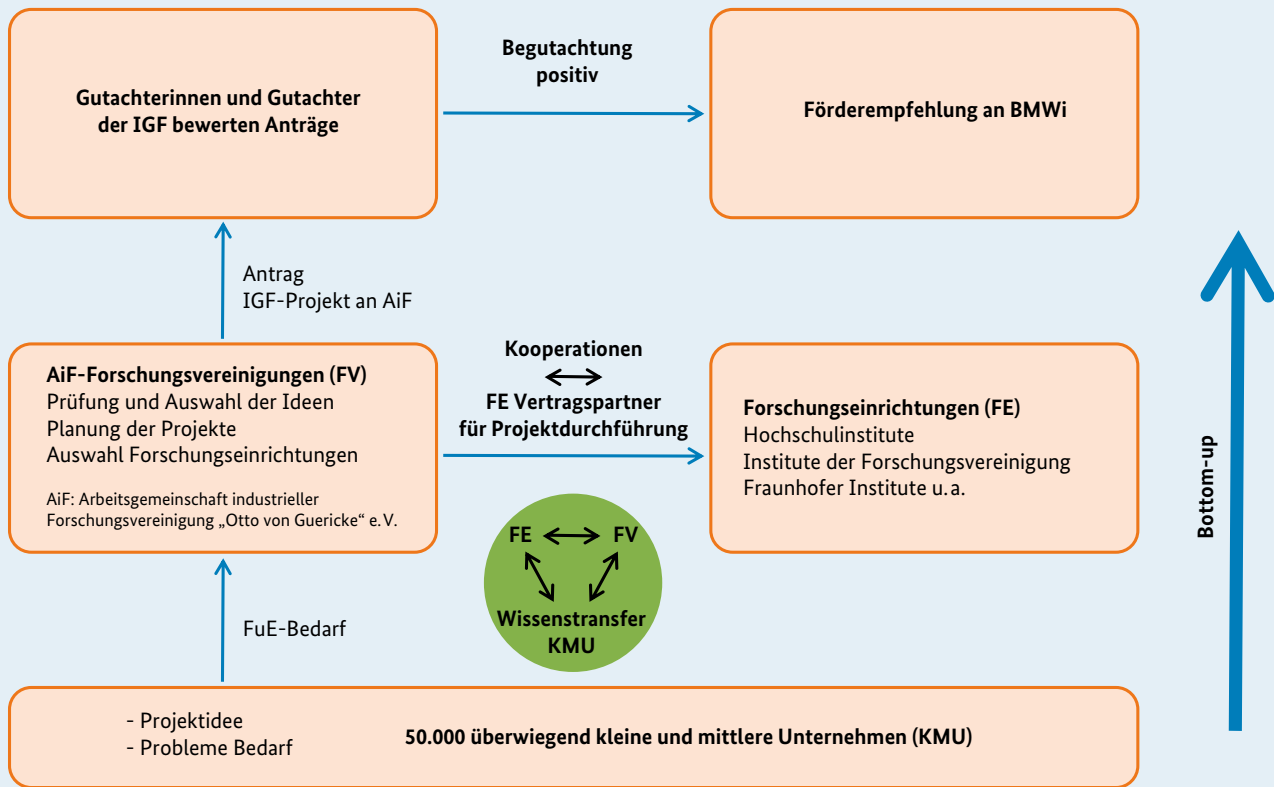 Gutachterinnen und Gutachter
der IGF bewerten Anträge
Begutachtung
positiv
Förderempfehlung an BMWi
Antrag
IGF-Projekt an AiF
AiF-Forschungsvereinigungen (FV)
Prüfung und Auswahl der Ideen
Planung der Projekte
Auswahl Forschungseinrichtungen
AiF: Arbeitsgemeinschaft industrieller
Forschungsvereinigung „Otto von Guericke“ e. V.
Kooperationen
FE Vertragspartner
für Projektdurchführung
Forschungseinrichtungen (FE)
Hochschulinstitute
Institute der Forschungsvereinigung
Fraunhofer Institute u. a.
Bottom-up
FE FV
Wissenstransfer
KMU
FuE-Bedarf
- Projektidee
- Probleme Bedarf
50.000 überwiegend kleine und mittlere Unternehmen (KMU)